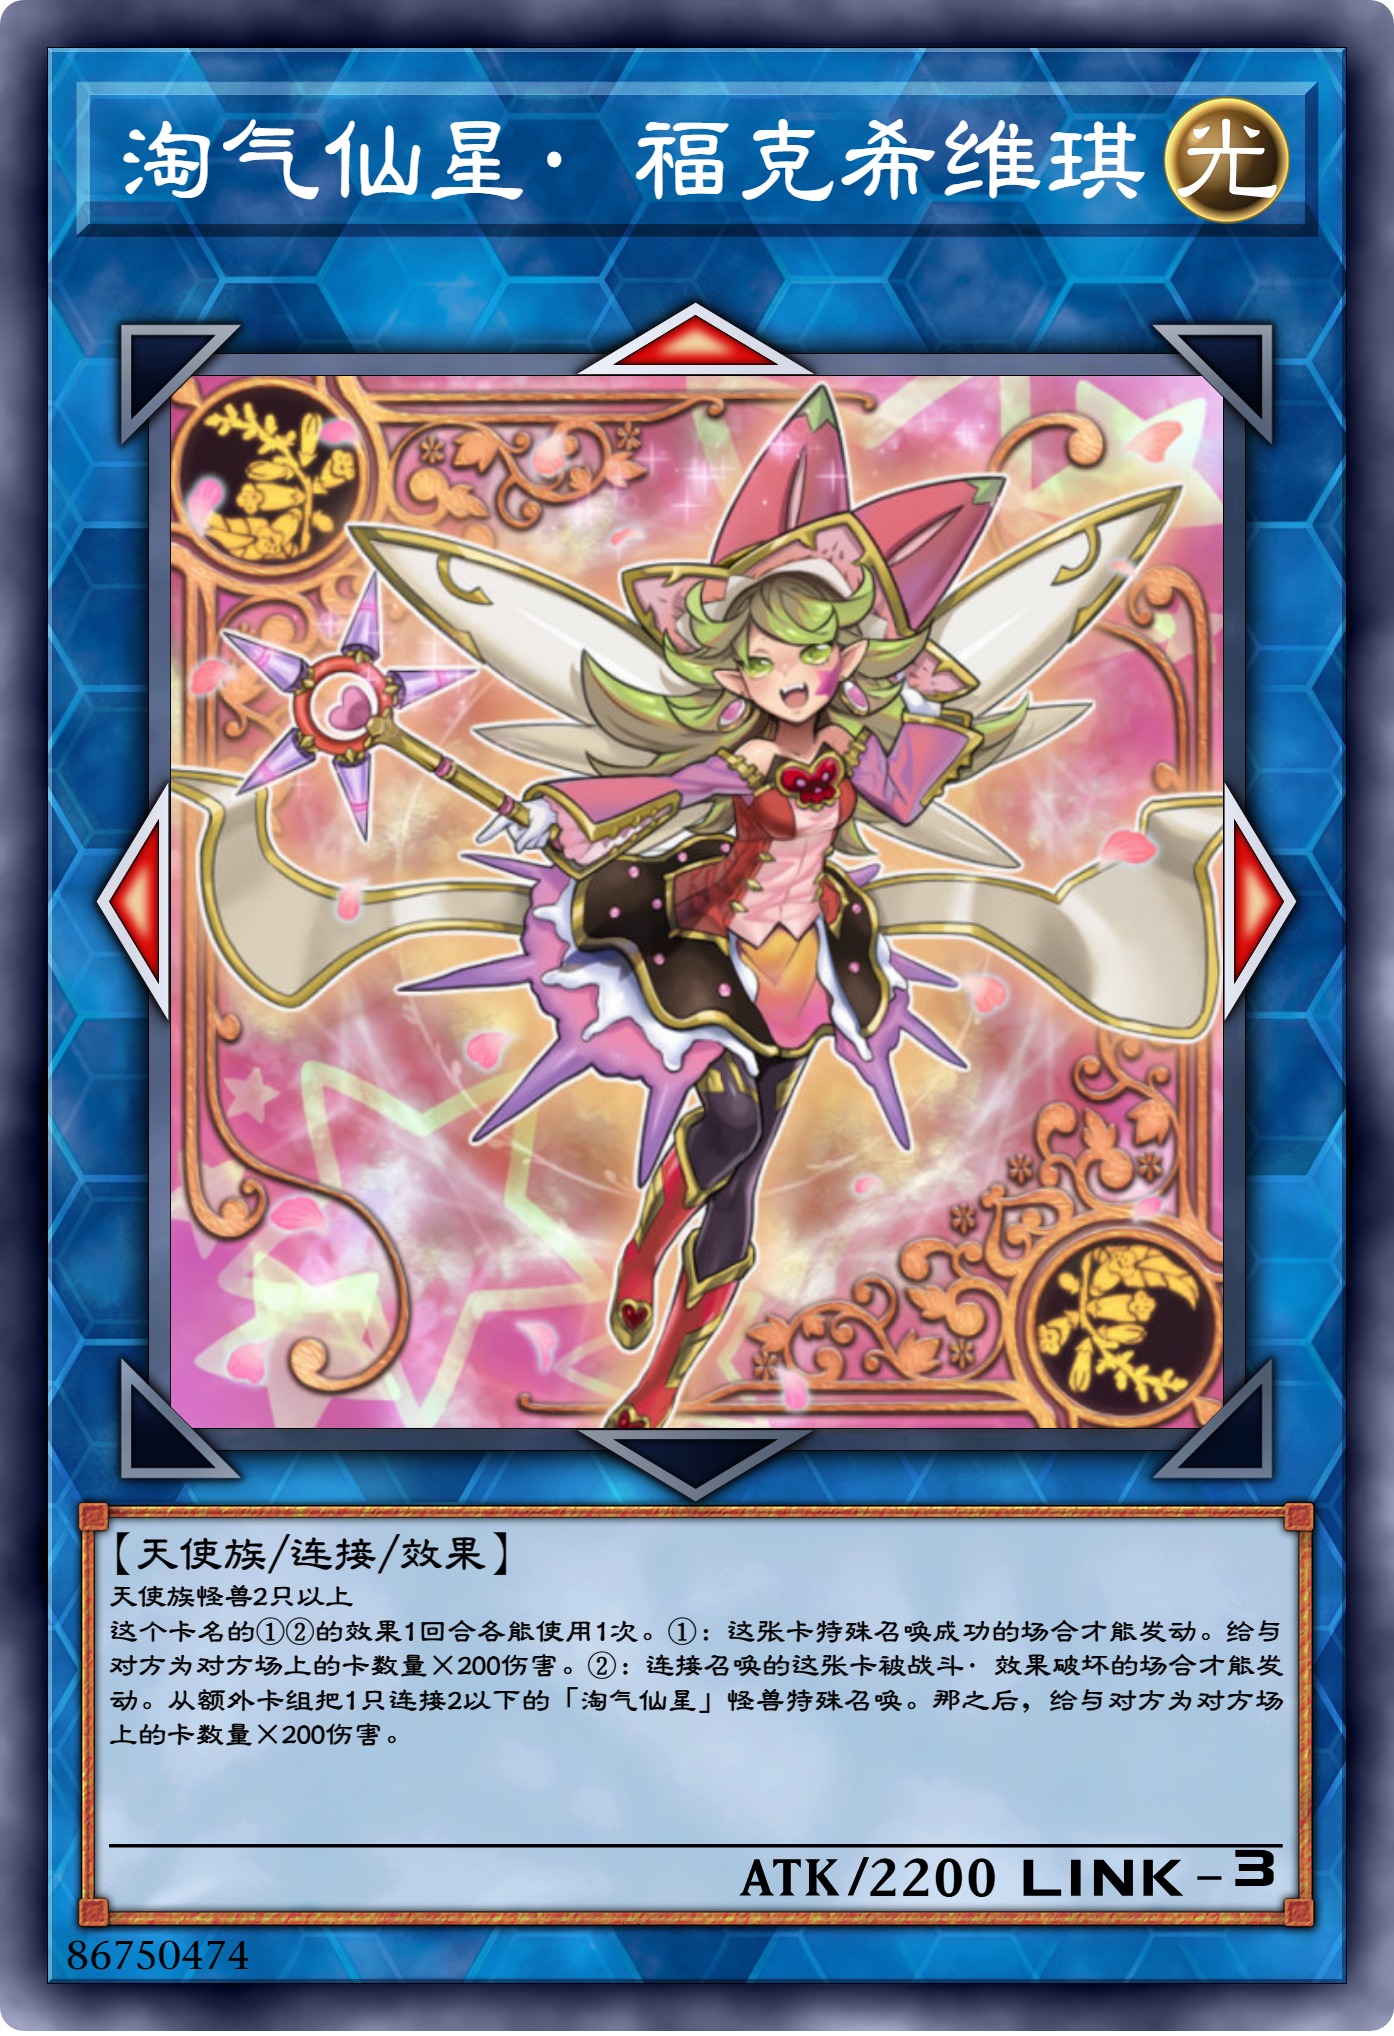 淘气仙星·福克希维琪 光
【天使族/连接/效果】
天使族怪兽2只以上
这个卡名的①②的效果1回合各能使用1次。①：这张卡特殊召唤成功的场合才能发动。给与
对方为对方场上的卡数量×200伤害。②：连接召唤的这张卡被战斗·效果破坏的场合才能发
动。从额外卡组把1只连接2以下的「淘气仙星」怪兽特殊召唤。那之后，给与对方为对方场
上的卡数量×200伤害。
ATK/2200 LINK-3
86750474